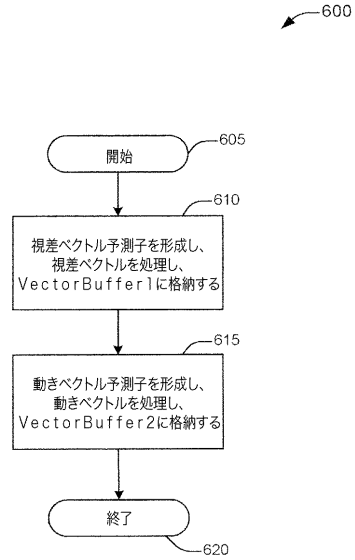 600
開始
605
610
視差ベクトル予測子を形成し、
視差ベクトルを処理し、
VectorBuffer1に格納する
615
動きベクトル予測子を形成し、
動きベクトルを処理し、
VectorBuffer2に格納する
終了
620